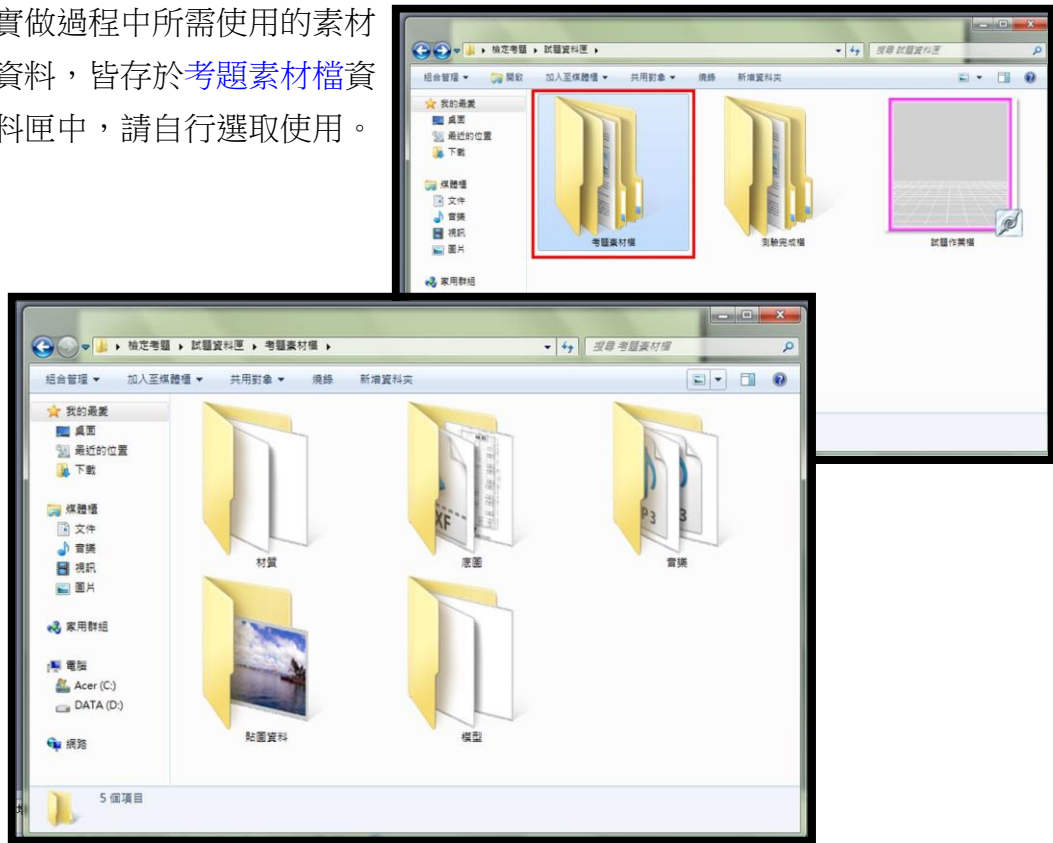 實做過程中所需使用的素材
資料，皆存於考題素材檔資
料匣中，請自行選取使用。
檢定考題 ▸ 試題資料匣 ▸
搜尋 試題資料匣
組合管理 開啟 加入至媒體櫃 共用對象 燒錄 新增資料夾
我的最愛
桌面
最近的位置
下載
媒體櫃
文件
音樂
視訊
圖片
家用群組
考題素材檔
測驗完成檔
試題作業檔
檢定考題 ▸ 試題資料匣 ▸ 考題素材檔 ▸
搜尋 考題素材檔
組合管理 加入至媒體櫃 共用對象 燒錄 新增資料夾
我的最愛
桌面
最近的位置
下載
媒體櫃
文件
音樂
視訊
圖片
家用群組
電腦
Acer (C:)
DATA (D:)
網路
XF
P3
3
材質
底圖
音樂
貼圖資料
模型
5 個項目